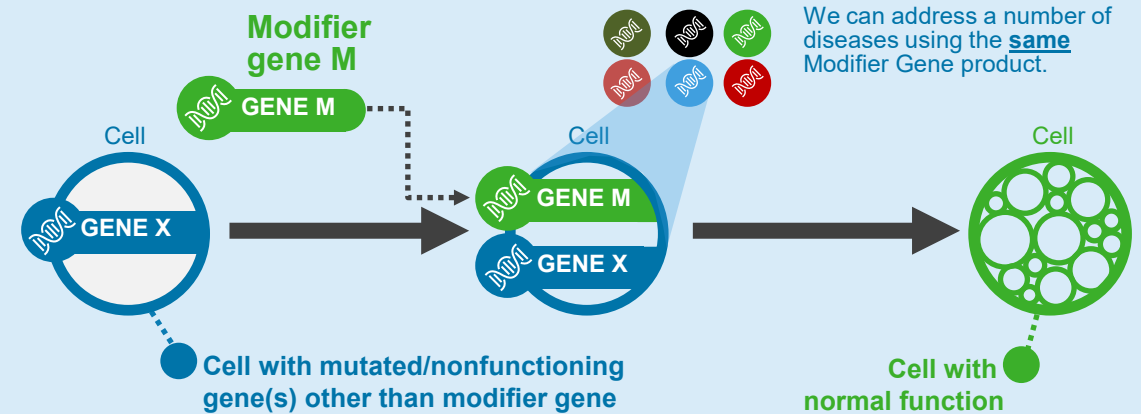 Modifier
gene M
GENE M
We can address a number of
diseases using the same
Modifier Gene product.
Cell
GENE X
Cell
GENE M
GENE X
Cell
Cell with mutated/nonfunctioning
gene(s) other than modifier gene
Cell with
normal function